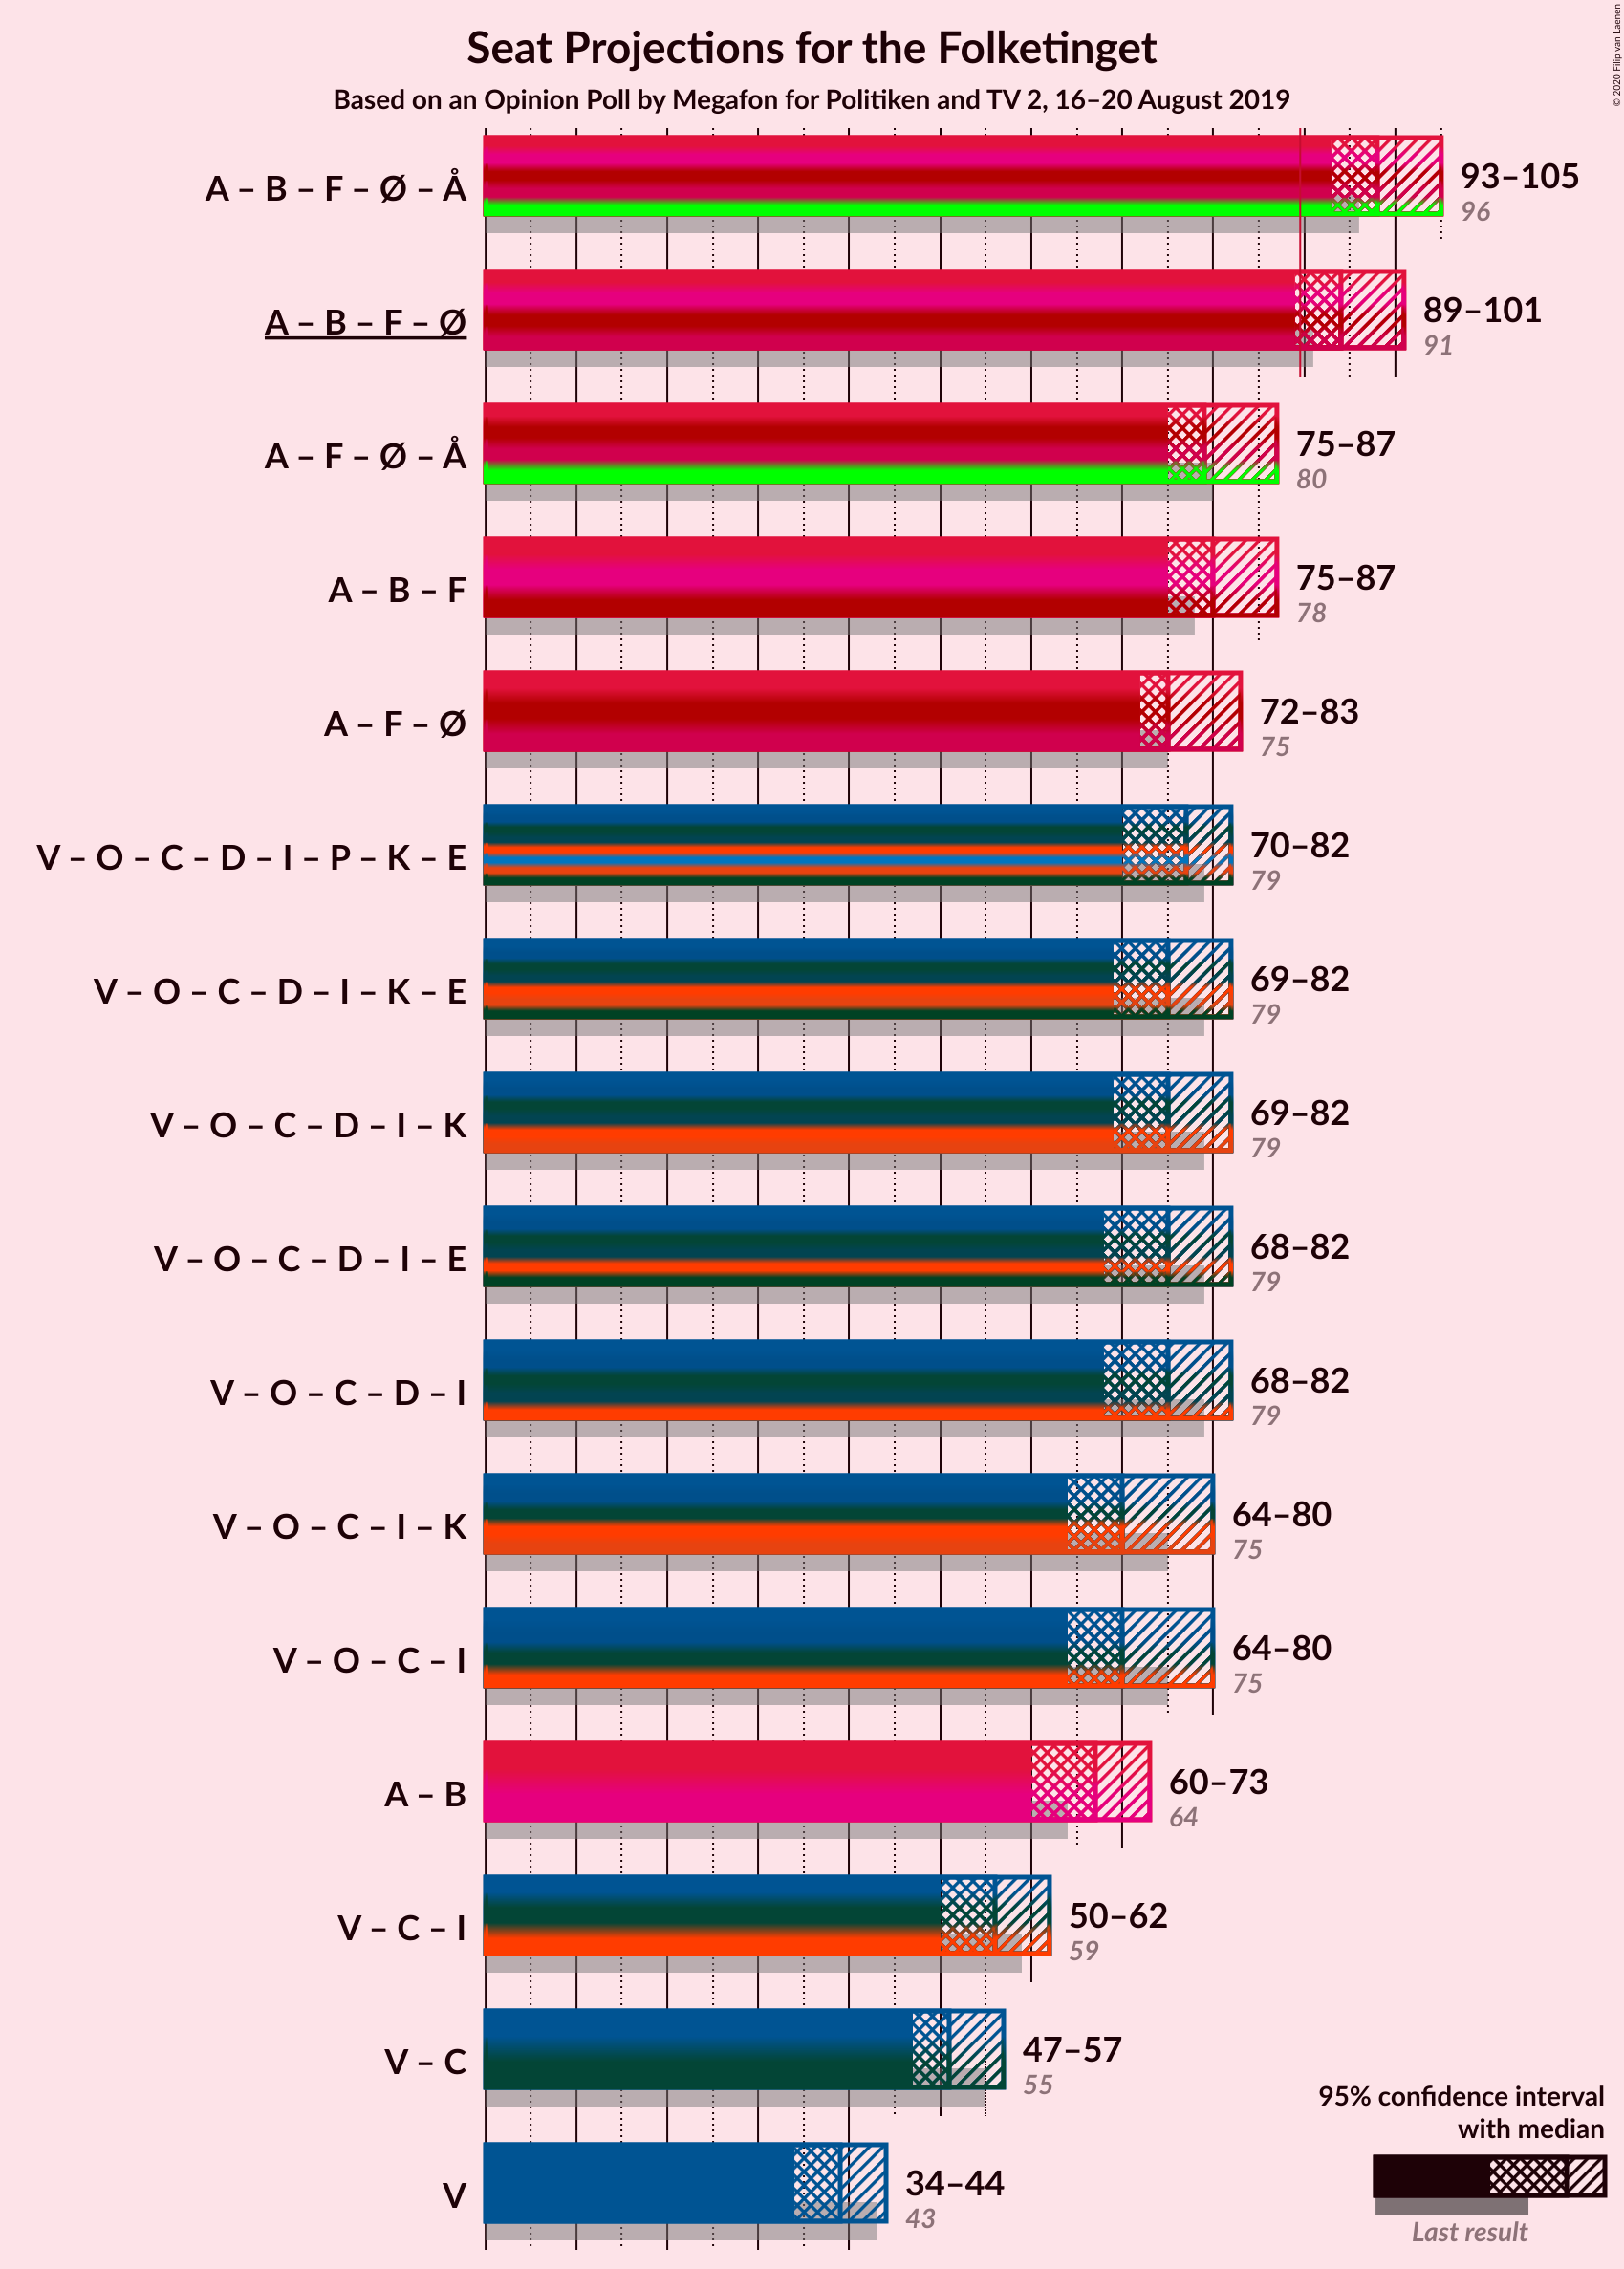 Seat Projections for the Folketinget
Based on an Opinion Poll by Megafon for Politiken and TV 2, 16–20 August 2019
© 2020 Filip van Laenen
A – B – F – Ø – Å
93–105
96
A – B – F – Ø
89–101
91
A – F – Ø – Å
75–87
80
A – B – F
75–87
78
A – F – Ø
72–83
75
V – O – C – D – I – P – K – E
70–82
79
V – O – C – D – I – K – E
69–82
79
V – O – C – D – I – K
69–82
79
V – O – C – D – I – E
68–82
79
V – O – C – D – I
68–82
79
V – O – C – I – K
64–80
75
V – O – C – I
64–80
75
A – B
60–73
64
V – C – I
50–62
59
V – C
47–57
55
V
34–44
43
95% confidence interval
with median
Last result